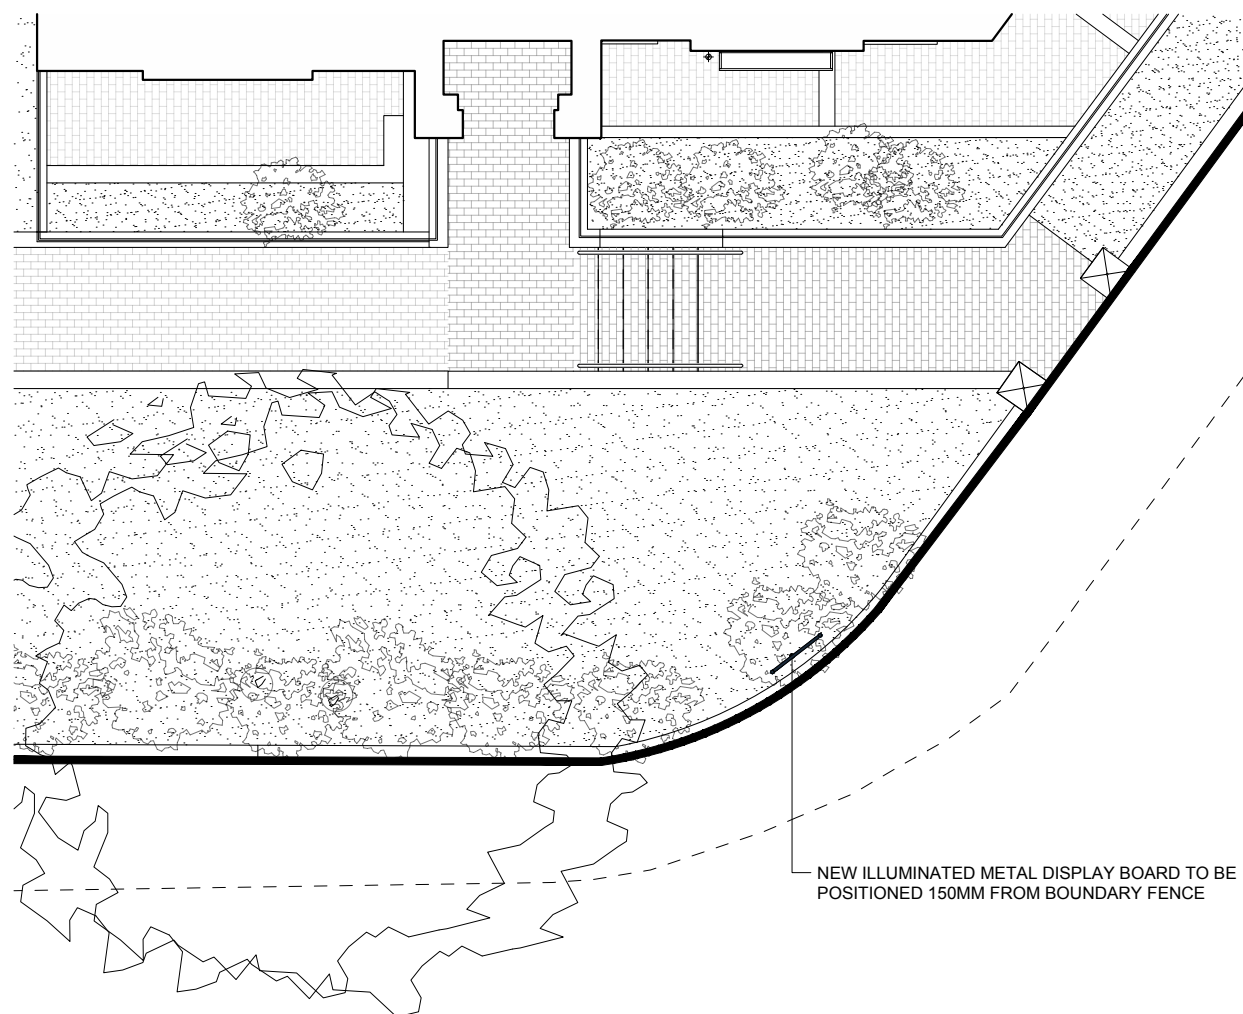 NEW ILLUMINATED METAL DISPLAY BOARD TO BE
POSITIONED 150MM FROM BOUNDARY FENCE